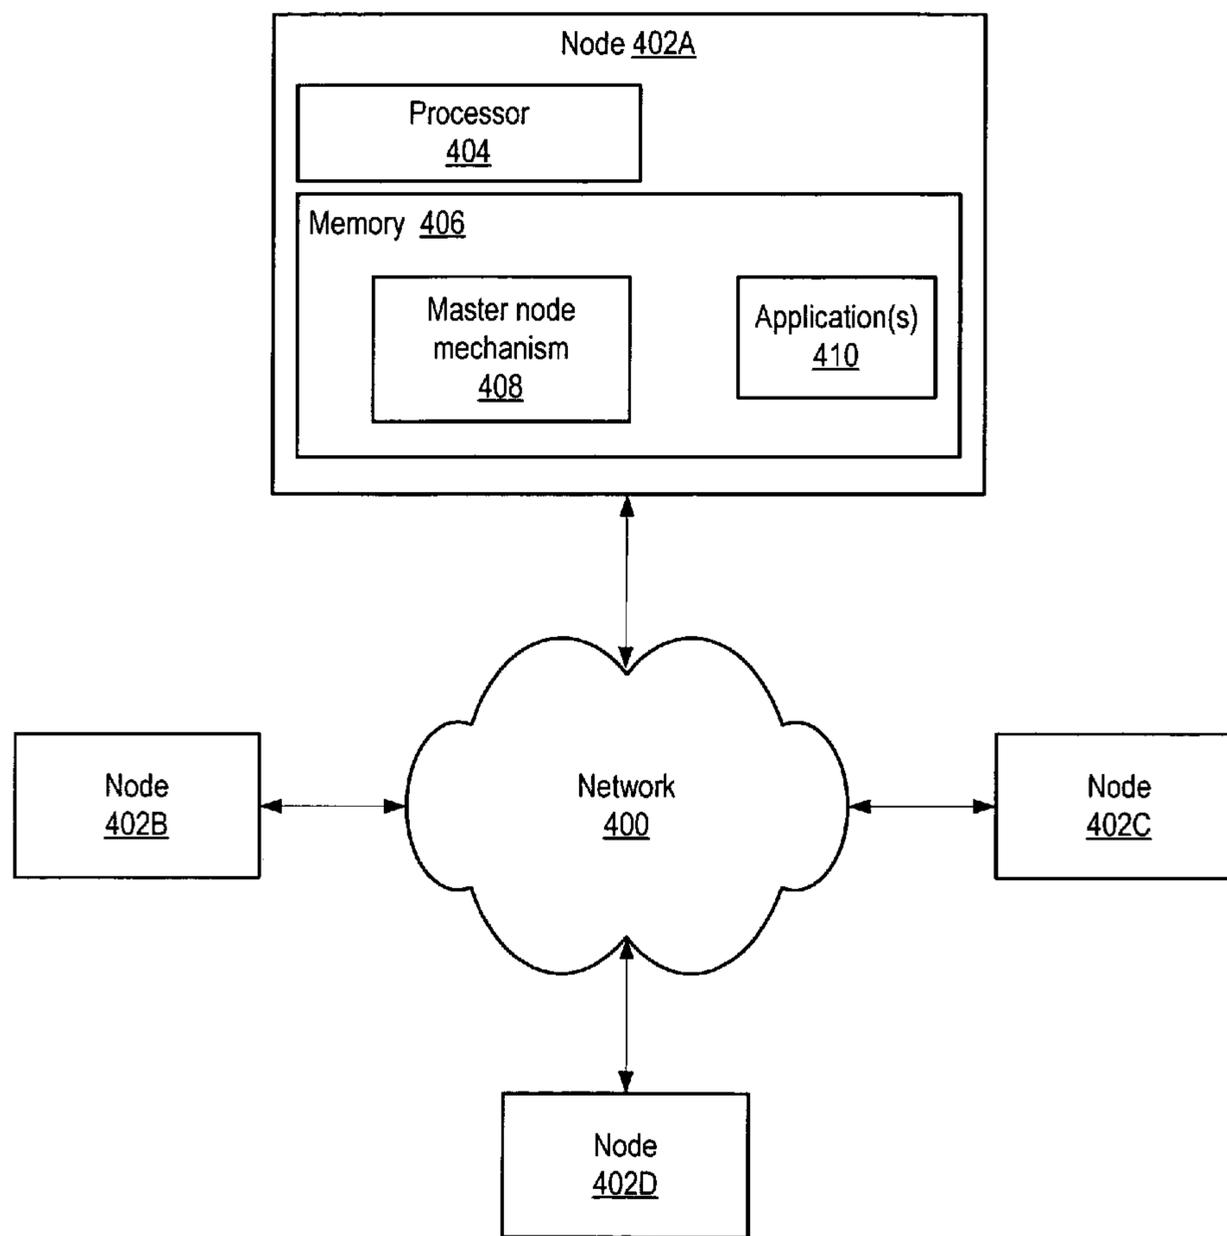 Node 402A
Processor
404
Memory 406
Master node
mechanism
408
Application(s)
410
Node
402B
Network
400
Node
402C
Node
402D